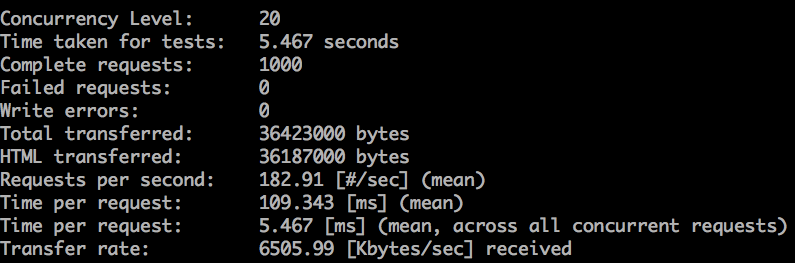 Concurrency Level: 20
Time taken for tests: 5.467 seconds
Complete requests: 1000
Failed requests: 0
Write errors: 0
Total transferred: 36423000 bytes
HTML transferred: 36187000 bytes
Requests per second: 182.91 [#/sec] (mean)
Time per request: 109.343 [ms] (mean)
Time per request: 5.467 [ms] (mean, across all concurrent requests)
Transfer rate: 6505.99 [Kbytes/sec] received